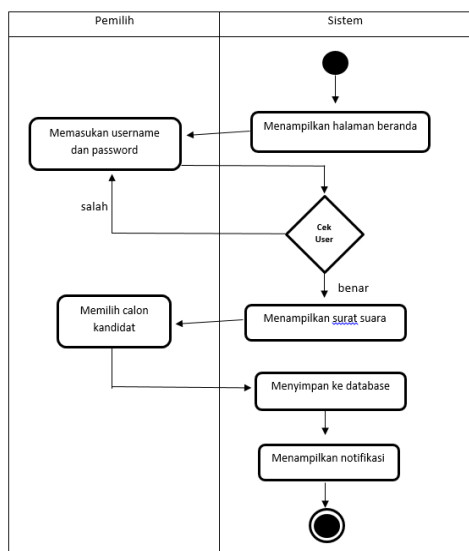 Pemilih
Sistem
Menampilkan halaman beranda
Memasukan username
dan password
salah
Cek
User
benar
Memilih calon
kandidat
Menampilkan surat suara
Menyimpan ke database
Menampilkan notifikasi